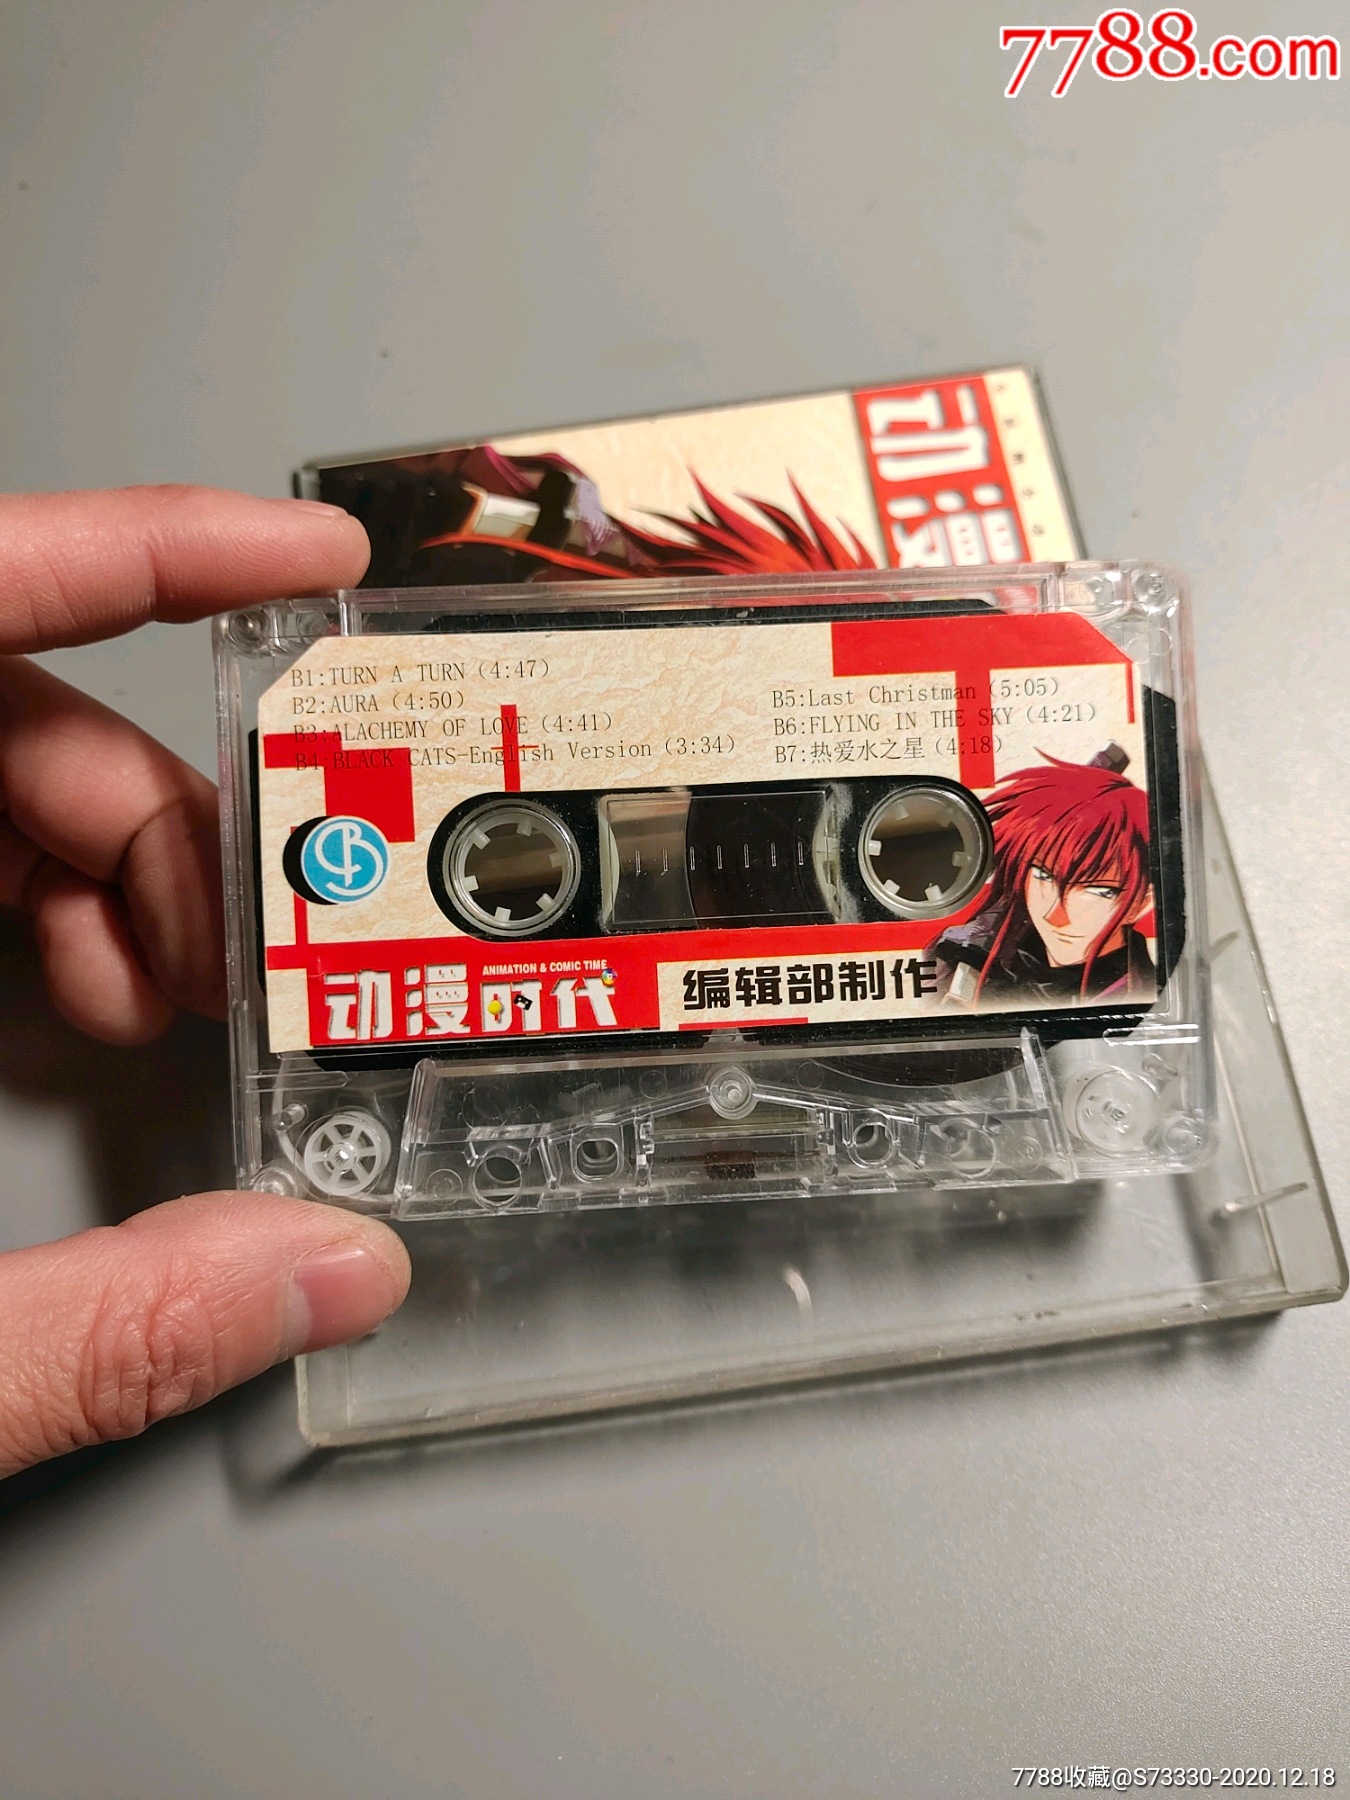 7788.com
动漫
B1:TURN A TURN (4:47)
B2:AURA (4:50)
B3:ALACHEMY OF LOVE (4:41)
B4:BLACK CATS-English Version (3:34)
B5:Last Christman (5:05)
B6:FLYING IN THE SKY (4:21)
B7:热爱水之星 (4:18)
B
ANIMATION & COMIC TIME
动漫时代
编辑部制作
7788收藏@S73330-2020.12.18